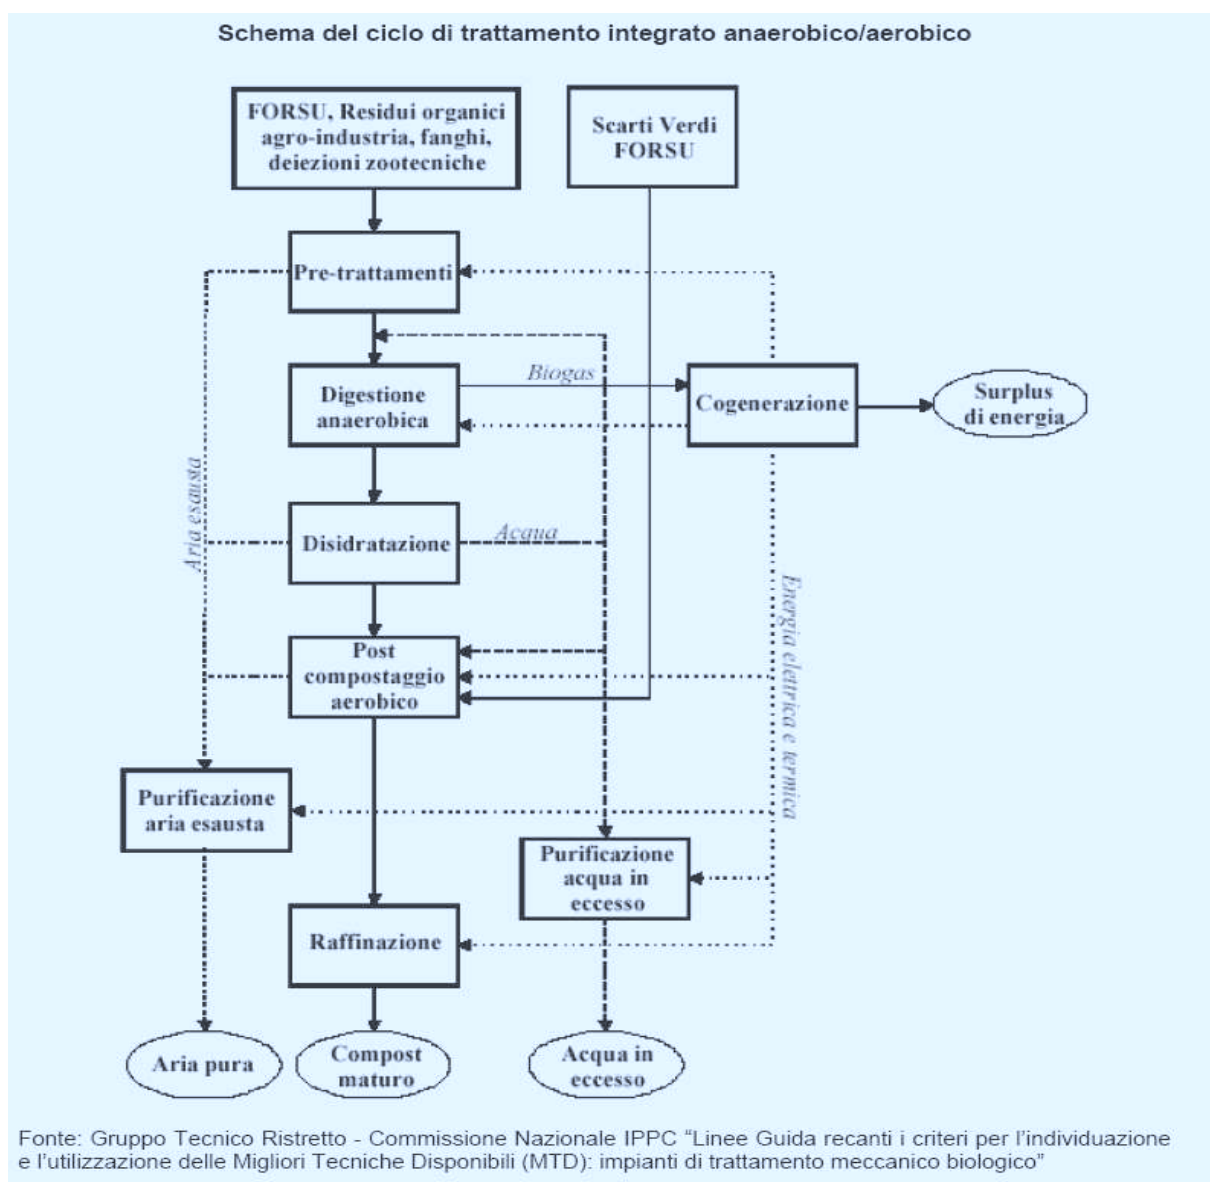 Schema del ciclo di trattamento integrato anaerobico/aerobico
FORSU, Residui organici
agro-industria, fanghi,
deiezioni zootecniche
Scarti Verdi
FORSU
Pre-trattamenti
Biogas
Digestione
anaerobica
Cogenerazione
Surplus
di energia
Aria esausta
Disidratazione
Acqua
Energia elettrica e termica
Post
compostaggio
aerobico
Purificazione
aria esausta
Purificazione
acqua in
eccesso
Raffinazione
Aria pura
Compost
maturo
Acqua in
eccesso
Fonte: Gruppo Tecnico Ristretto - Commissione Nazionale IPPC “Linee Guida recanti i criteri per l’individuazione
e l’utilizzazione delle Migliori Tecniche Disponibili (MTD): impianti di trattamento meccanico biologico”